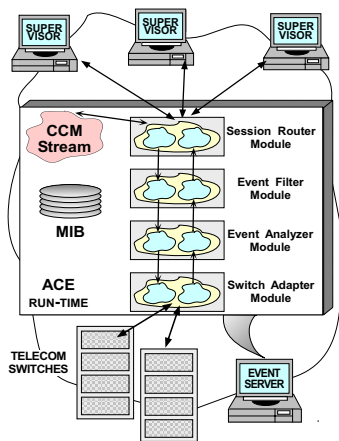 SUPER
VISOR
SUPER
VISOR
SUPER
VISOR
CCM
Stream
Session Router
Module
Event Filter
Module
MIB
Event Analyzer
Module
ACE
RUN-TIME
Switch Adapter
Module
TELECOM
SWITCHES
EVENT
SERVER